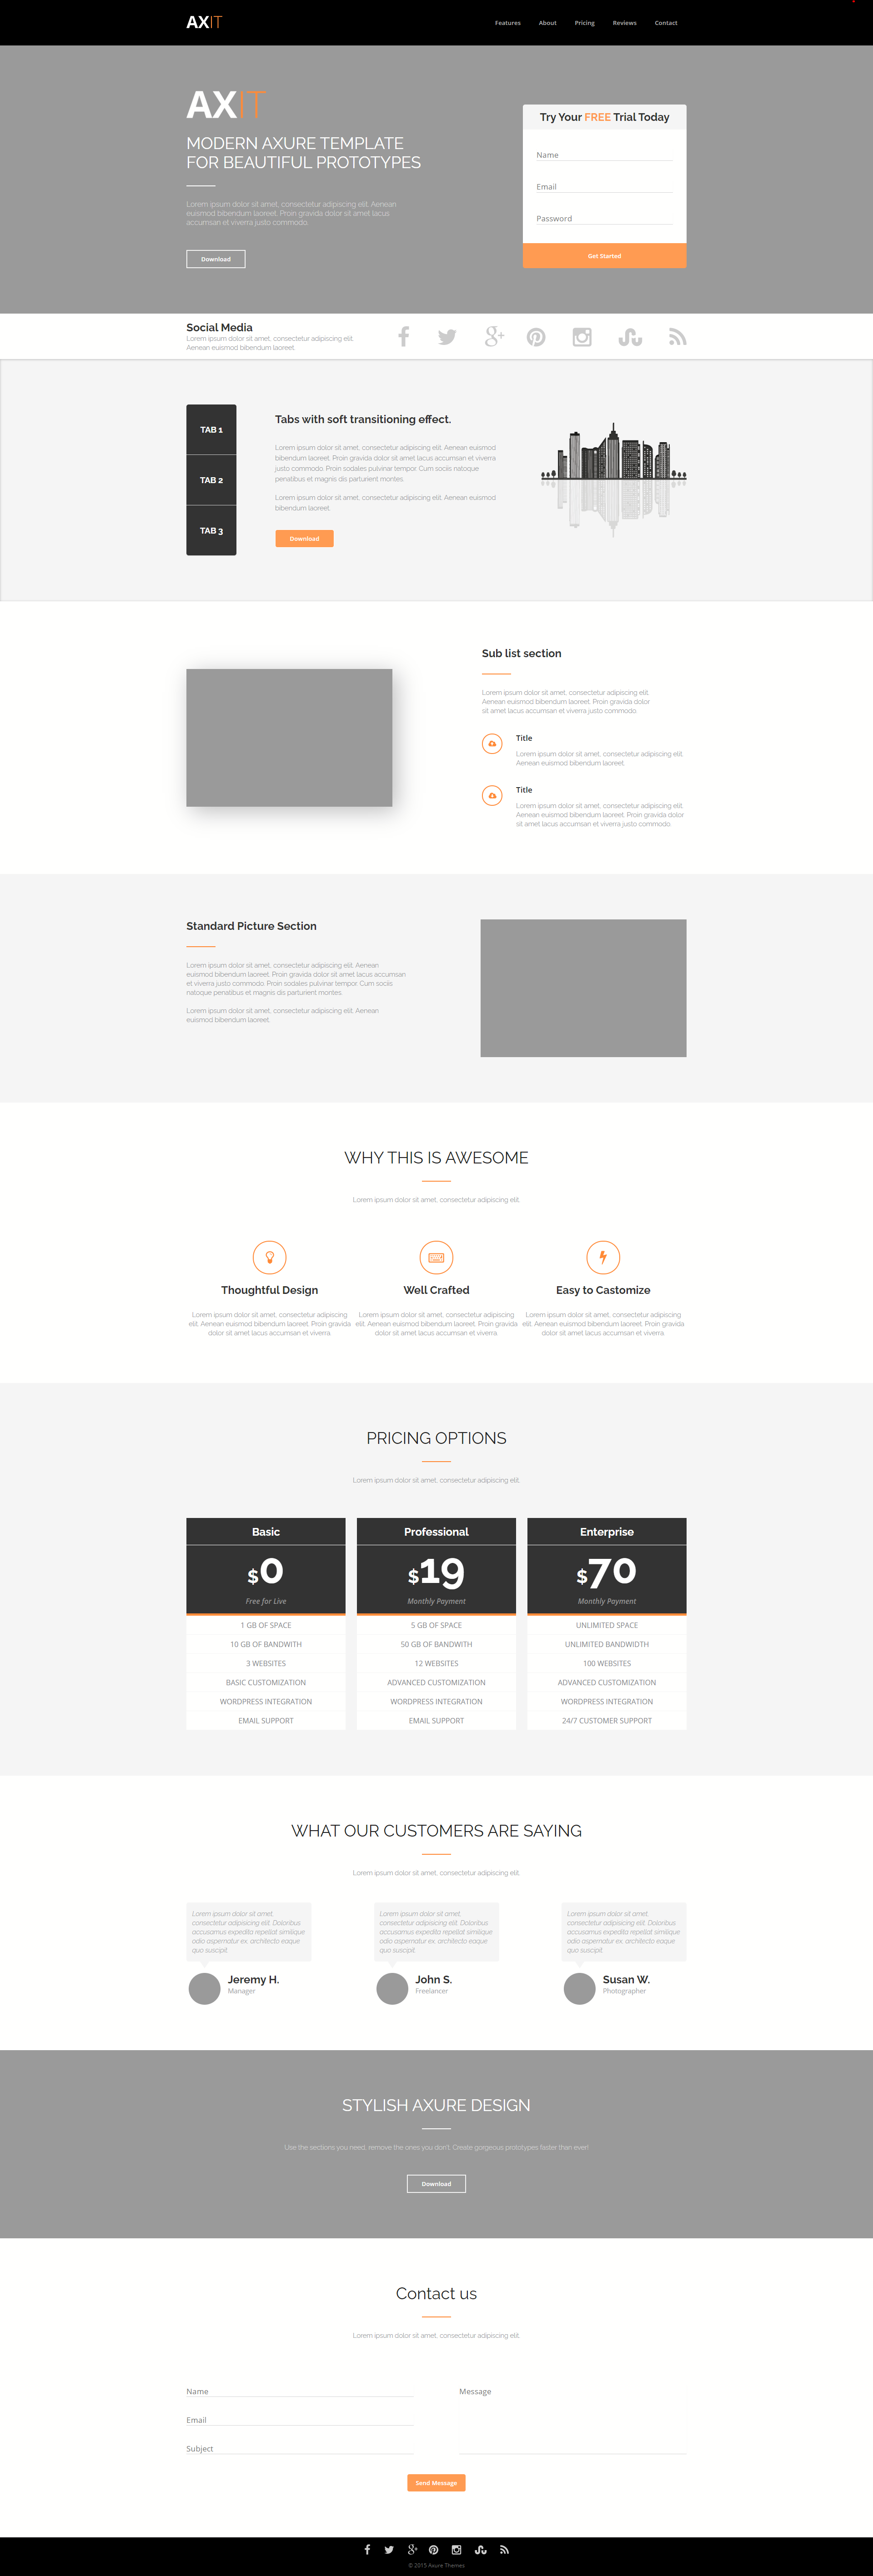 AXIT
Features
About
Pricing
Reviews
Contact
AXIT
MODERN AXURE TEMPLATE
FOR BEAUTIFUL PROTOTYPES
Lorem ipsum dolor sit amet, consectetur adipiscing elit. Aenean
euismod bibendum laoreet. Proin gravida dolor sit amet lacus
accumsan et viverra justo commodo.
Download
Try Your FREE Trial Today
Name
Email
Password
Get Started
Social Media
Lorem ipsum dolor sit amet, consectetur adipiscing elit.
Aenean euismod bibendum laoreet.
TAB 1
TAB 2
TAB 3
Tabs with soft transitioning effect.
Lorem ipsum dolor sit amet, consectetur adipiscing elit. Aenean euismod
bibendum laoreet. Proin gravida dolor sit amet lacus accumsan et viverra
justo commodo. Proin sodales pulvinar tempor. Cum sociis natoque
penatibus et magnis dis parturient montes.
Lorem ipsum dolor sit amet, consectetur adipiscing elit. Aenean euismod
bibendum laoreet.
Download
Sub list section
Lorem ipsum dolor sit amet, consectetur adipiscing elit.
Aenean euismod bibendum laoreet. Proin gravida dolor
sit amet lacus accumsan et viverra justo commodo.
Title
Lorem ipsum dolor sit amet, consectetur adipiscing elit.
Aenean euismod bibendum laoreet.
Title
Lorem ipsum dolor sit amet, consectetur adipiscing elit.
Aenean euismod bibendum laoreet. Proin gravida dolor
sit amet lacus accumsan et viverra justo commodo.
Standard Picture Section
Lorem ipsum dolor sit amet, consectetur adipiscing elit. Aenean
euismod bibendum laoreet. Proin gravida dolor sit amet lacus accumsan
et viverra justo commodo. Proin sodales pulvinar tempor. Cum sociis
natoque penatibus et magnis dis parturient montes.
Lorem ipsum dolor sit amet, consectetur adipiscing elit. Aenean
euismod bibendum laoreet.
WHY THIS IS AWESOME
Lorem ipsum dolor sit amet, consectetur adipiscing elit.
Thoughtful Design
Lorem ipsum dolor sit amet, consectetur adipiscing
elit. Aenean euismod bibendum laoreet. Proin gravida
dolor sit amet lacus accumsan et viverra.
Well Crafted
Lorem ipsum dolor sit amet, consectetur adipiscing
elit. Aenean euismod bibendum laoreet. Proin gravida
dolor sit amet lacus accumsan et viverra.
Easy to Castomize
Lorem ipsum dolor sit amet, consectetur adipiscing
elit. Aenean euismod bibendum laoreet. Proin gravida
dolor sit amet lacus accumsan et viverra.
PRICING OPTIONS
Lorem ipsum dolor sit amet, consectetur adipiscing elit.
Basic
$0
Free for Live
1 GB OF SPACE
10 GB OF BANDWITH
3 WEBSITES
BASIC CUSTOMIZATION
WORDPRESS INTEGRATION
EMAIL SUPPORT
Professional
$19
Monthly Payment
5 GB OF SPACE
50 GB OF BANDWITH
12 WEBSITES
ADVANCED CUSTOMIZATION
WORDPRESS INTEGRATION
EMAIL SUPPORT
Enterprise
$70
Monthly Payment
UNLIMITED SPACE
UNLIMITED BANDWIDTH
100 WEBSITES
ADVANCED CUSTOMIZATION
WORDPRESS INTEGRATION
24/7 CUSTOMER SUPPORT
WHAT OUR CUSTOMERS ARE SAYING
Lorem ipsum dolor sit amet, consectetur adipiscing elit.
Lorem ipsum dolor sit amet,
consectetur adipisicing elit. Doloribus
accusamus expedita repellat similique
odio aspernatur ex, architecto eaque
quo suscipit.
Jeremy H.
Manager
Lorem ipsum dolor sit amet,
consectetur adipisicing elit. Doloribus
accusamus expedita repellat similique
odio aspernatur ex, architecto eaque
quo suscipit.
John S.
Freelancer
Lorem ipsum dolor sit amet,
consectetur adipisicing elit. Doloribus
accusamus expedita repellat similique
odio aspernatur ex, architecto eaque
quo suscipit.
Susan W.
Photographer
STYLISH AXURE DESIGN
Use the sections you need, remove the ones you don't. Create gorgeous prototypes faster than ever!
Download
Contact us
Lorem ipsum dolor sit amet, consectetur adipiscing elit.
Name
Email
Subject
Message
Send Message
© 2015 Axure Themes